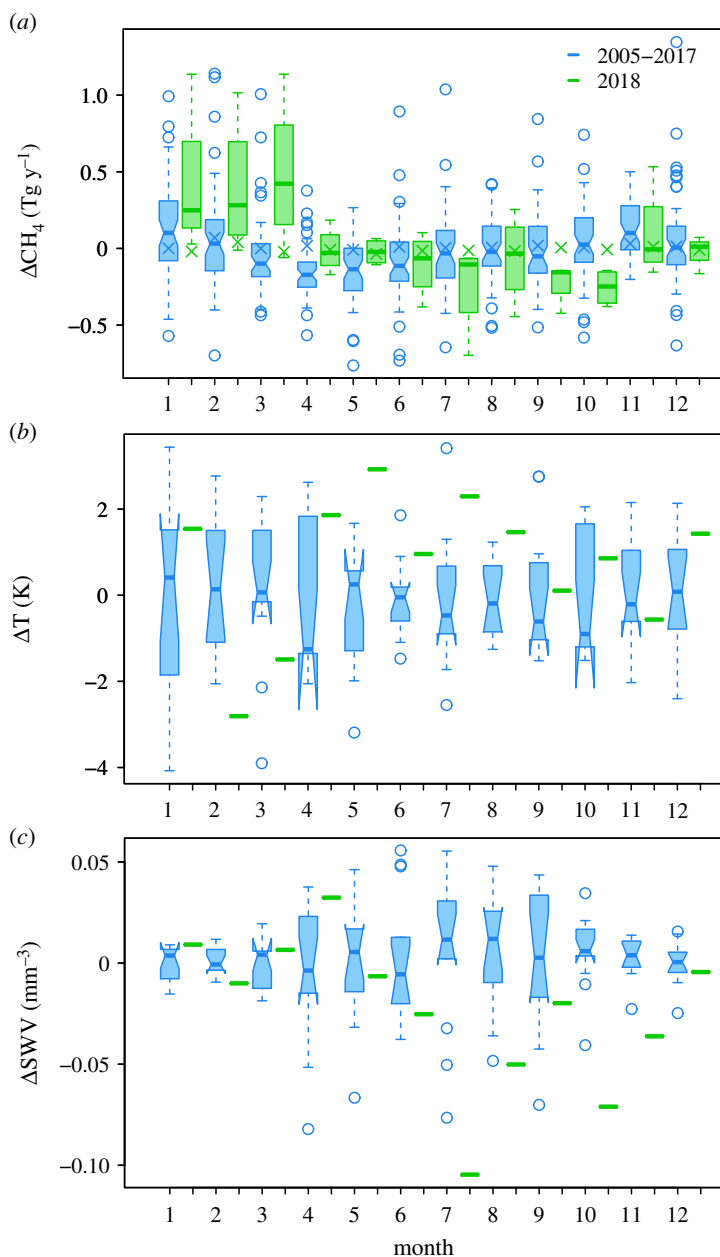 (a)
ΔCH₄ (Tg y⁻¹)
1.0
0.5
0
−0.5
2005–2017
2018
1 2 3 4 5 6 7 8 9 10 11 12
(b)
ΔT (K)
2
0
−2
−4
1 2 3 4 5 6 7 8 9 10 11 12
(c)
ΔSWV (mm⁻³)
0.05
0
−0.05
−0.10
1 2 3 4 5 6 7 8 9 10 11 12
month